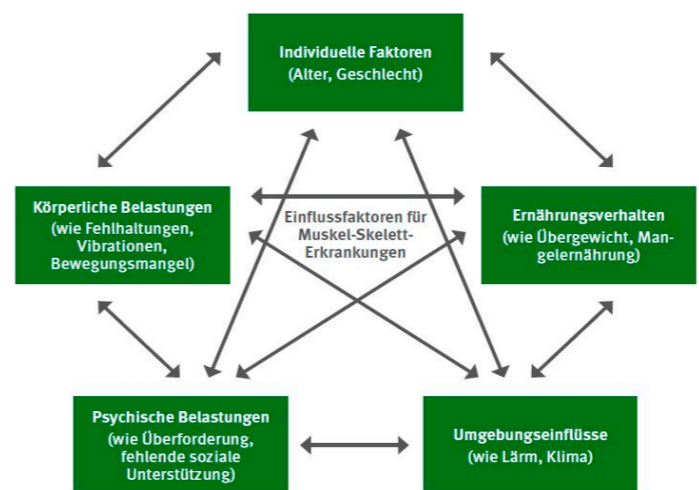 Individuelle Faktoren
(Alter, Geschlecht)
Körperliche Belastungen
(wie Fehlhaltungen,
Vibrationen,
Bewegungsmangel)
Einflussfaktoren für
Muskel-Skelett-
Erkrankungen
Ernährungsverhalten
(wie Übergewicht, Man-
gelernährung)
Psychische Belastungen
(wie Überforderung,
fehlende soziale
Unterstützung)
Umgebungseinflüsse
(wie Lärm, Klima)